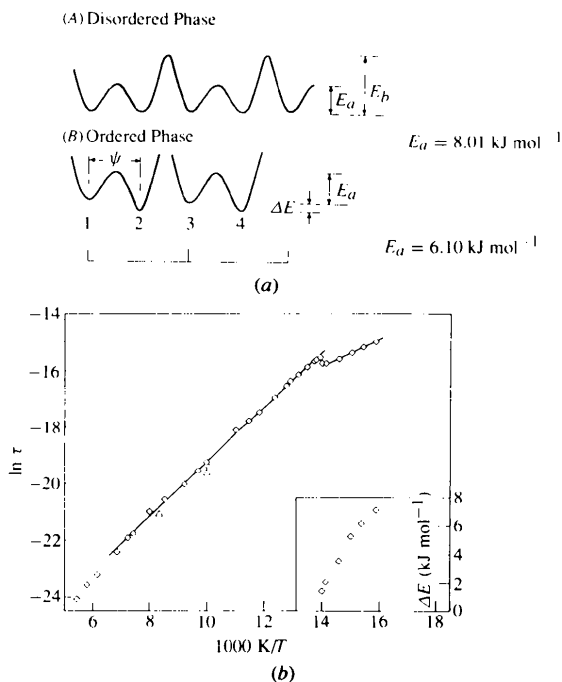 (A) Disordered Phase
E_a
E_b
(B) Ordered Phase
E_a = 8.01 kJ mol⁻¹
ψ
E_a
ΔE
1 2 3 4
E_a = 6.10 kJ mol⁻¹
(a)
−14
−16
−18
−20
−22
−24
ln τ
8
6
4
2
0
ΔE (kJ mol⁻¹)
6 8 10 12 14 16 18
1000 K/T
(b)